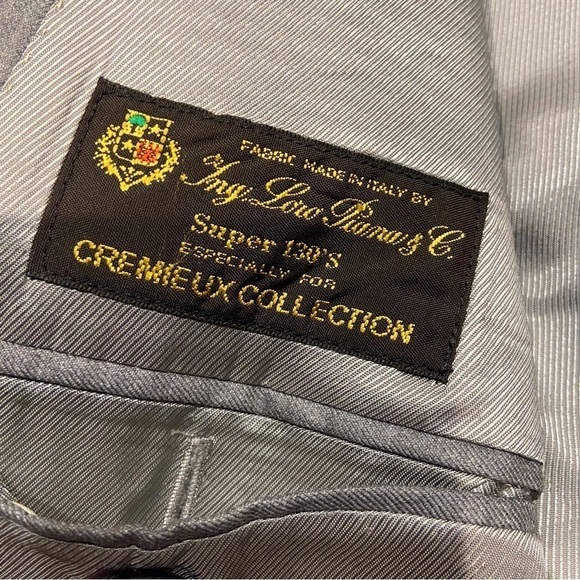 FABRIC MADE IN ITALY BY
Ing. Loro Piana & C.
Super 130's
ESPECIALLY FOR
CREMIEUX COLLECTION